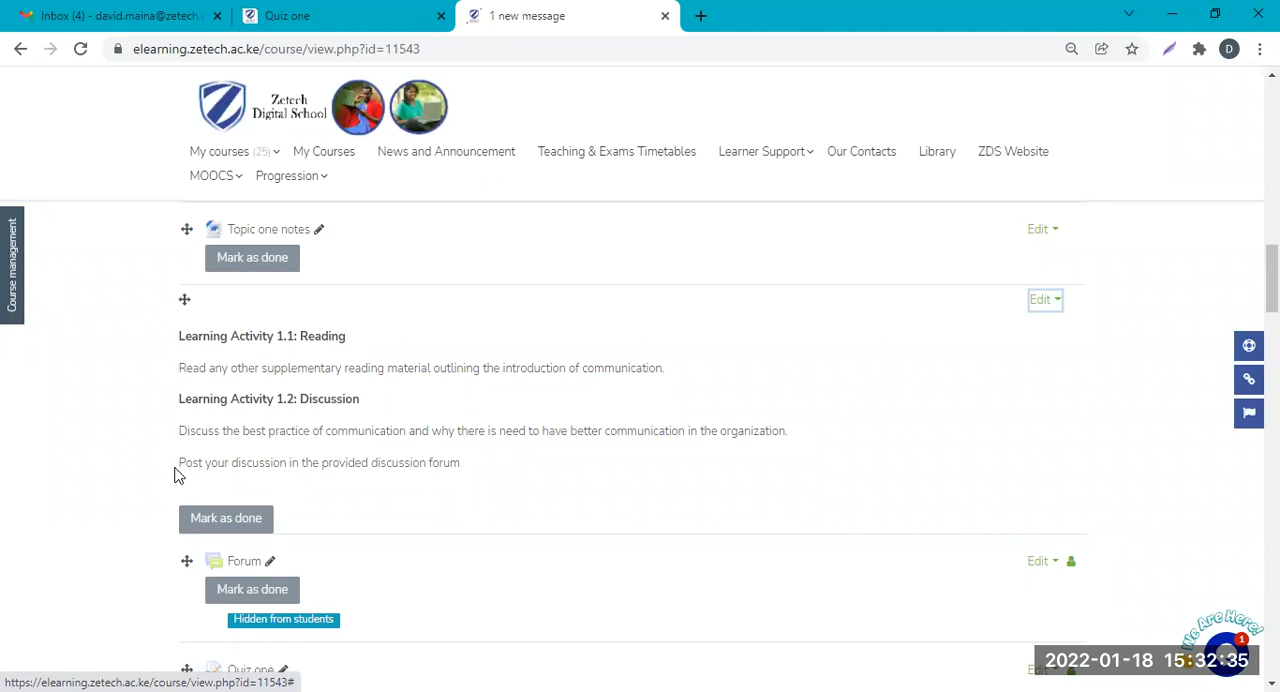 Inbox (4) - david.maina@zetech.
Quiz one
1 new message
elearning.zetech.ac.ke/course/view.php?id=11543
D
Zetech
Digital School
My courses (25)
My Courses
News and Announcement
Teaching & Exams Timetables
Learner Support
Our Contacts
Library
ZDS Website
MOOCS
Progression
Course management
Topic one notes
Edit
Mark as done
Edit
Learning Activity 1.1: Reading
Read any other supplementary reading material outlining the introduction of communication.
Learning Activity 1.2: Discussion
Discuss the best practice of communication and why there is need to have better communication in the organization.
Post your discussion in the provided discussion forum
Mark as done
Forum
Edit
Mark as done
Hidden from students
Quiz one
Edit
We Are Here!
1
2022-01-18 15:32:35
https://elearning.zetech.ac.ke/course/view.php?id=11543#